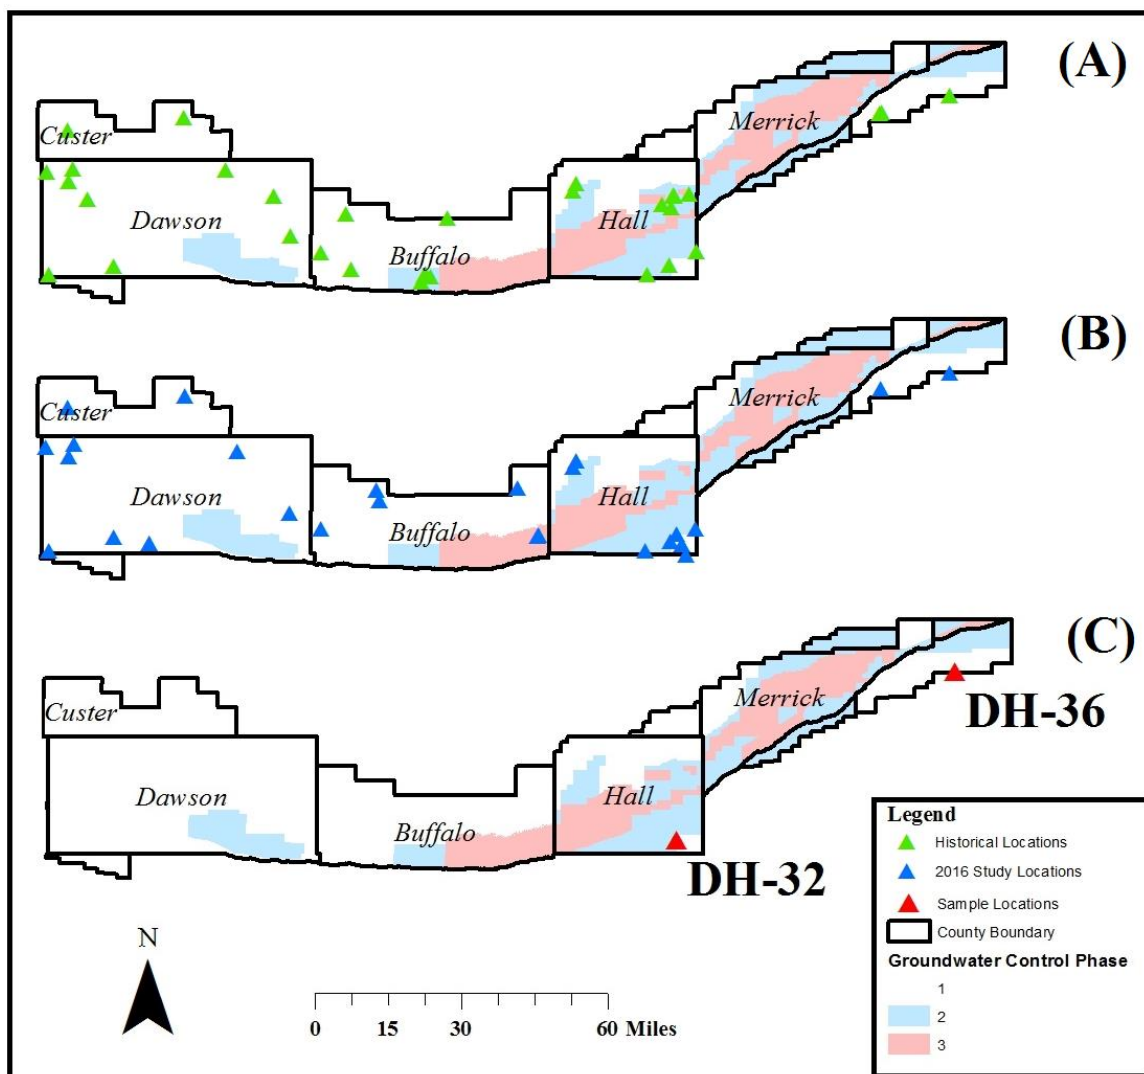 (A)
Custer
Merrick
Dawson
Hall
Buffalo
(B)
Custer
Merrick
Dawson
Hall
Buffalo
(C)
Custer
Merrick
DH-36
Dawson
Hall
Buffalo
DH-32
N
0 15 30 60 Miles
Legend
Historical Locations
2016 Study Locations
Sample Locations
County Boundary
Groundwater Control Phase
1
2
3